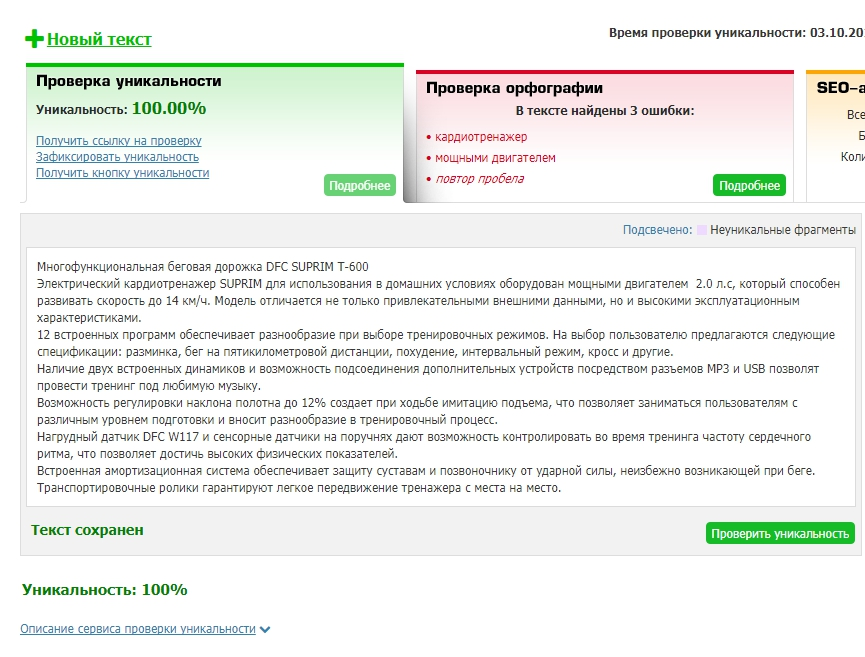 Новый текст
Время проверки уникальности: 03.10.20
Проверка уникальности
Уникальность: 100.00%
Получить ссылку на проверку
Зафиксировать уникальность
Получить кнопку уникальности
Подробнее
Проверка орфографии
В тексте найдены 3 ошибки:
• кардиотренажер
• мощными двигателем
• повтор пробела
Подробнее
SEO-а
Все
Б
Коли
Подсвечено: Неуникальные фрагменты
Многофункциональная беговая дорожка DFC SUPRIM T-600
Электрический кардиотренажер SUPRIM для использования в домашних условиях оборудован мощными двигателем  2.0 л.с, который способен
развивать скорость до 14 км/ч. Модель отличается не только привлекательными внешними данными, но и высокими эксплуатационным
характеристиками.
12 встроенных программ обеспечивает разнообразие при выборе тренировочных режимов. На выбор пользователю предлагаются следующие
спецификации: разминка, бег на пятикилометровой дистанции, похудение, интервальный режим, кросс и другие.
Наличие двух встроенных динамиков и возможность подсоединения дополнительных устройств посредством разъемов MP3 и USB позволят
провести тренинг под любимую музыку.
Возможность регулировки наклона полотна до 12% создает при ходьбе имитацию подъема, что позволяет заниматься пользователям с
различным уровнем подготовки и вносит разнообразие в тренировочный процесс.
Нагрудный датчик DFC W117 и сенсорные датчики на поручнях дают возможность контролировать во время тренинга частоту сердечного
ритма, что позволяет достичь высоких физических показателей.
Встроенная амортизационная система обеспечивает защиту суставам и позвоночнику от ударной силы, неизбежно возникающей при беге.
Транспортировочные ролики гарантируют легкое передвижение тренажера с места на место.
Текст сохранен
Проверить уникальность
Уникальность: 100%
Описание сервиса проверки уникальности